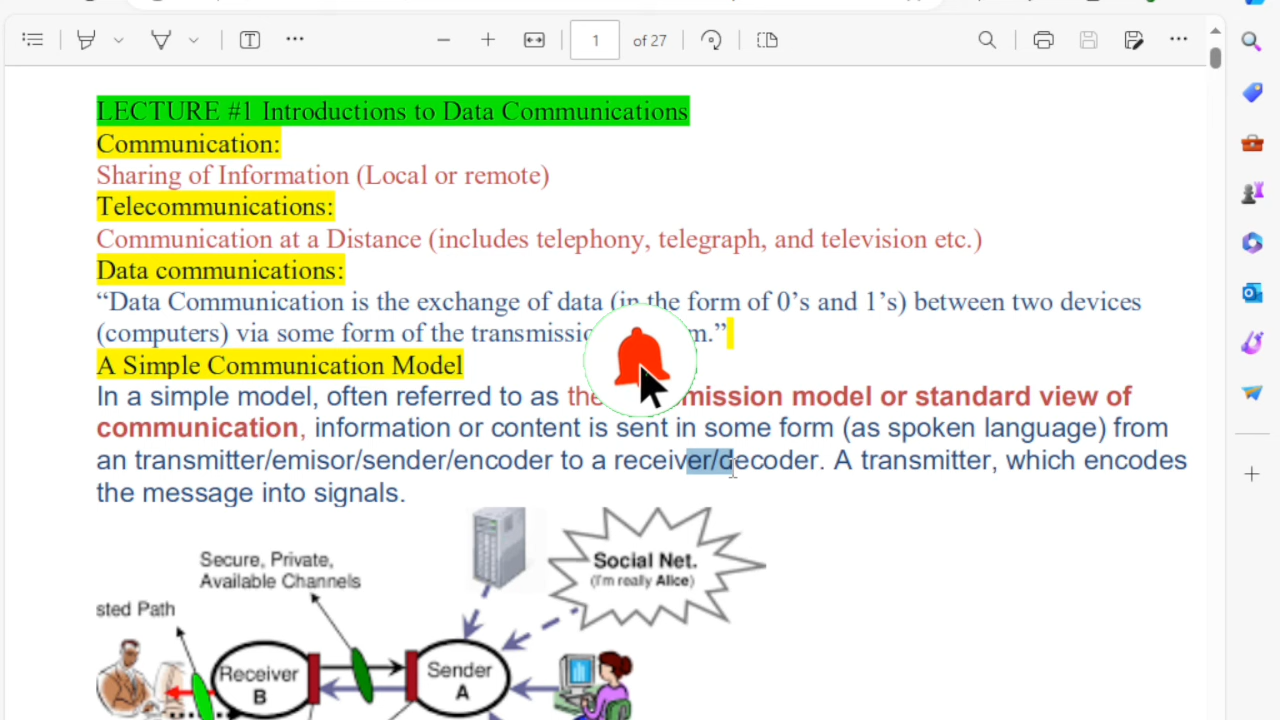 1 of 27
LECTURE #1 Introductions to Data Communications
Communication:
Sharing of Information (Local or remote)
Telecommunications:
Communication at a Distance (includes telephony, telegraph, and television etc.)
Data communications:
“Data Communication is the exchange of data (in the form of 0’s and 1’s) between two devices
(computers) via some form of the
A Simple Communication Model
In a simple model, often referred to as model or standard view of
communication, information or content is sent in some form (as spoken language) from
an transmitter/emisor/sender/encoder to a receiver/decoder. A transmitter, which encodes
the message into signals.
Secure, Private,
Available Channels
Social Net.
(I'm really Alice)
sted Path
Receiver
B
Sender
A